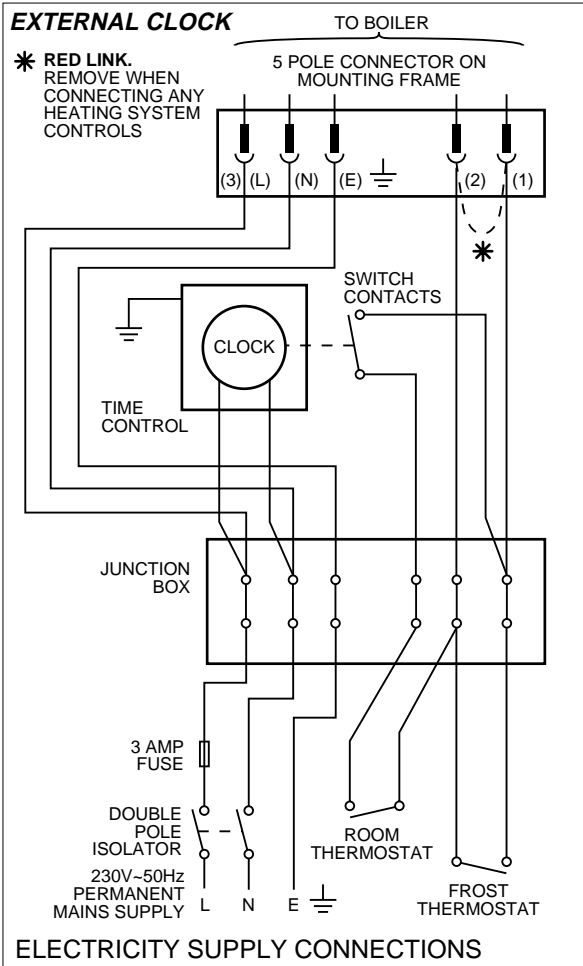 EXTERNAL CLOCK
TO BOILER
✱ RED LINK.
REMOVE WHEN
CONNECTING ANY
HEATING SYSTEM
CONTROLS
5 POLE CONNECTOR ON
MOUNTING FRAME
(3) (L) (N) (E) (2) (1)
✱
SWITCH
CONTACTS
CLOCK
TIME
CONTROL
JUNCTION
BOX
3 AMP
FUSE
DOUBLE
POLE
ISOLATOR
ROOM
THERMOSTAT
230V~50Hz
PERMANENT
MAINS SUPPLY
L N E
FROST
THERMOSTAT
ELECTRICITY SUPPLY CONNECTIONS